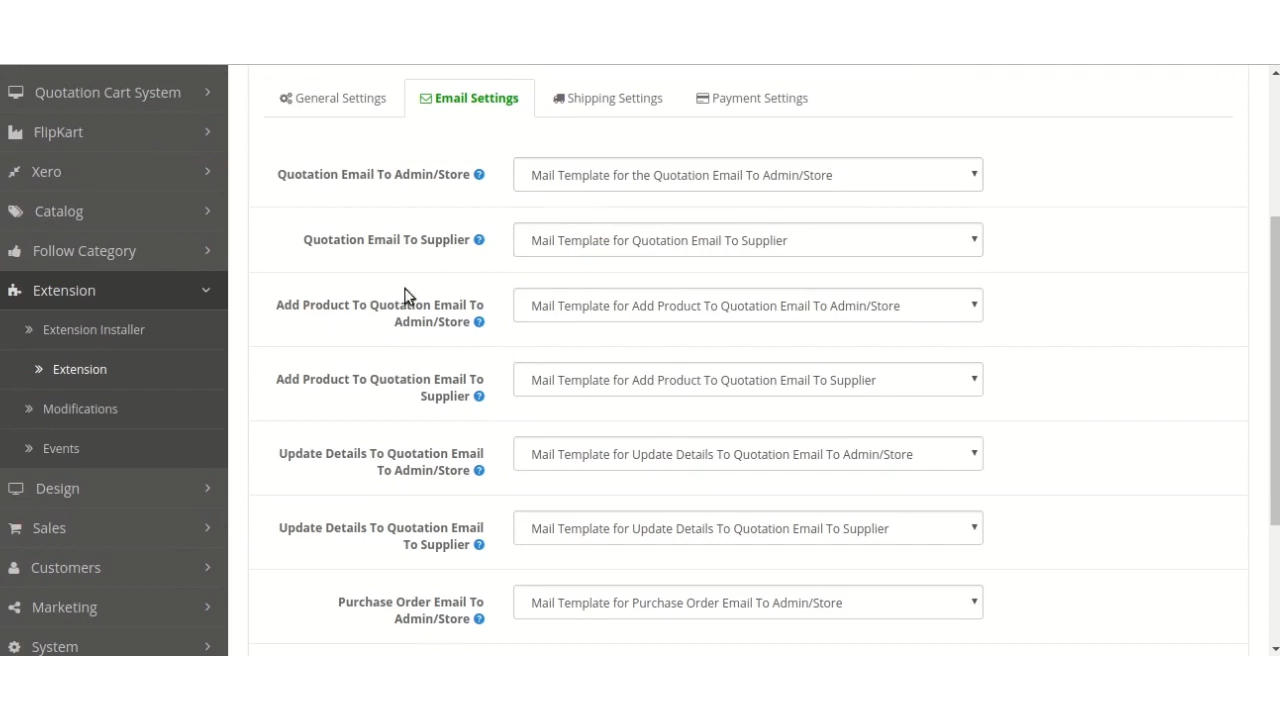 Quotation Cart System
FlipKart
Xero
Catalog
Follow Category
Extension
Extension Installer
Extension
Modifications
Events
Design
Sales
Customers
Marketing
System
General Settings
Email Settings
Shipping Settings
Payment Settings
Quotation Email To Admin/Store
Mail Template for the Quotation Email To Admin/Store
Quotation Email To Supplier
Mail Template for Quotation Email To Supplier
Add Product To Quotation Email To
Admin/Store
Mail Template for Add Product To Quotation Email To Admin/Store
Add Product To Quotation Email To
Supplier
Mail Template for Add Product To Quotation Email To Supplier
Update Details To Quotation Email
To Admin/Store
Mail Template for Update Details To Quotation Email To Admin/Store
Update Details To Quotation Email
To Supplier
Mail Template for Update Details To Quotation Email To Supplier
Purchase Order Email To
Admin/Store
Mail Template for Purchase Order Email To Admin/Store